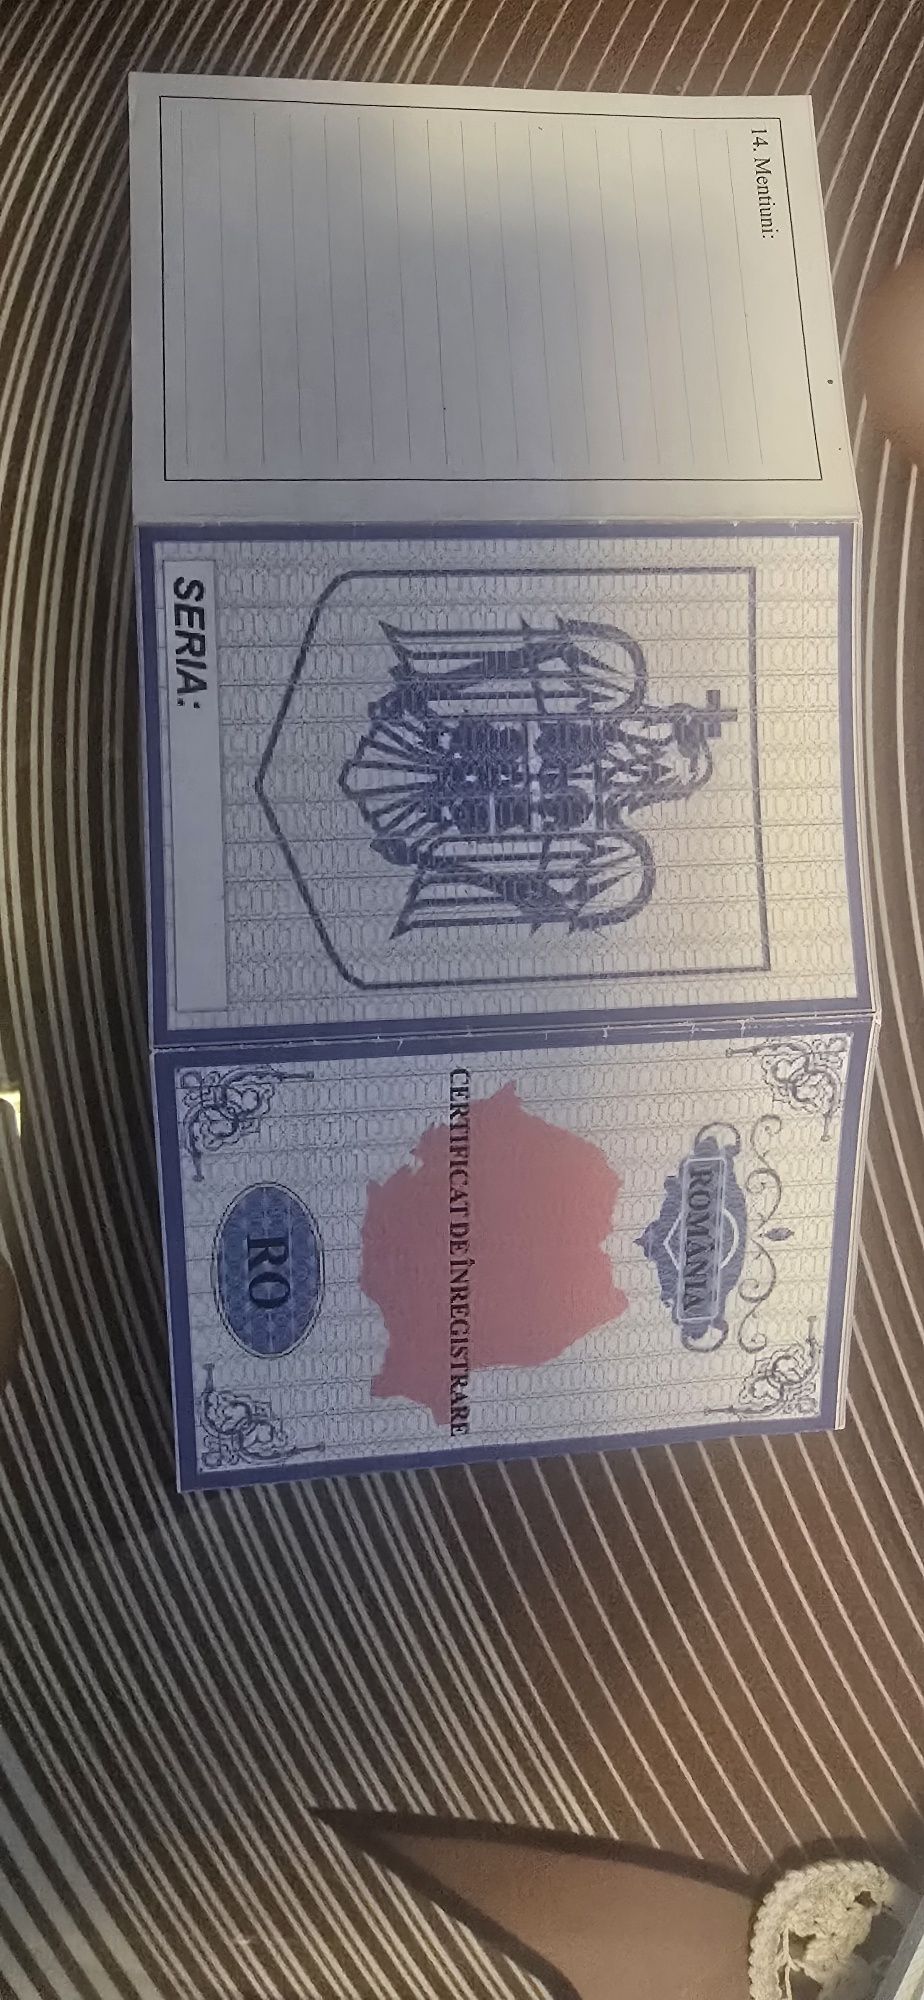 14. Mentiuni:
SERIA:
ROMÂNIA
CERTIFICAT DE ÎNREGISTRARE
RO